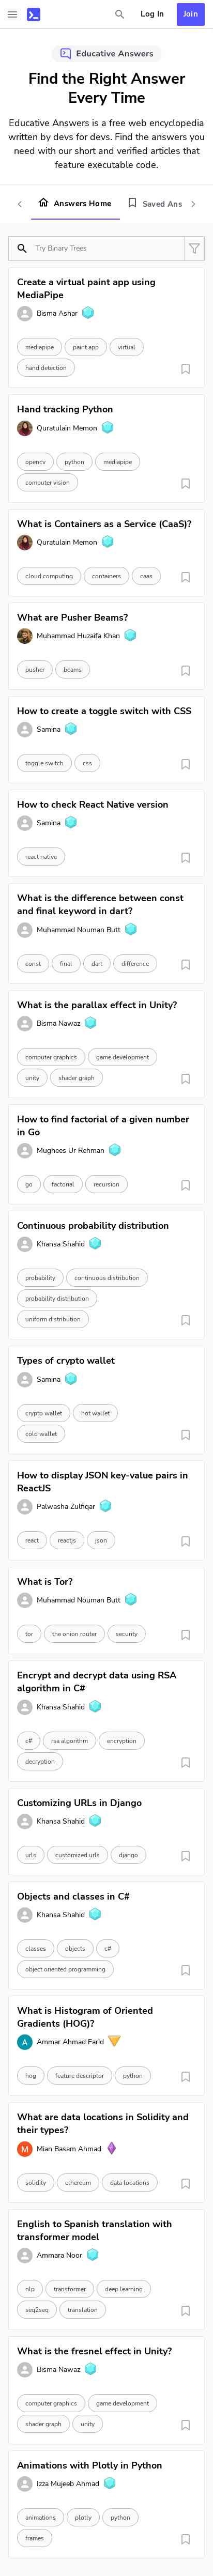 Log In
Join
Educative Answers
Find the Right Answer
Every Time
Educative Answers is a free web encyclopedia
written by devs for devs. Find the answers you
need with our short and verified articles that
feature executable code.
Answers Home
Saved Ans
Try Binary Trees
Create a virtual paint app using
MediaPipe
Bisma Ashar
mediapipe paint app virtual
hand detection
Hand tracking Python
Quratulain Memon
opencv python mediapipe
computer vision
What is Containers as a Service (CaaS)?
Quratulain Memon
cloud computing containers caas
What are Pusher Beams?
Muhammad Huzaifa Khan
pusher beams
How to create a toggle switch with CSS
Samina
toggle switch css
How to check React Native version
Samina
react native
What is the difference between const
and final keyword in dart?
Muhammad Nouman Butt
const final dart difference
What is the parallax effect in Unity?
Bisma Nawaz
computer graphics game development
unity shader graph
How to find factorial of a given number
in Go
Mughees Ur Rehman
go factorial recursion
Continuous probability distribution
Khansa Shahid
probability continuous distribution
probability distribution
uniform distribution
Types of crypto wallet
Samina
crypto wallet hot wallet
cold wallet
How to display JSON key-value pairs in
ReactJS
Palwasha Zulfiqar
react reactjs json
What is Tor?
Muhammad Nouman Butt
tor the onion router security
Encrypt and decrypt data using RSA
algorithm in C#
Khansa Shahid
c# rsa algorithm encryption
decryption
Customizing URLs in Django
Khansa Shahid
urls customized urls django
Objects and classes in C#
Khansa Shahid
classes objects c#
object oriented programming
What is Histogram of Oriented
Gradients (HOG)?
A Ammar Ahmad Farid
hog feature descriptor python
What are data locations in Solidity and
their types?
M Mian Basam Ahmad
solidity ethereum data locations
English to Spanish translation with
transformer model
Ammara Noor
nlp transformer deep learning
seq2seq translation
What is the fresnel effect in Unity?
Bisma Nawaz
computer graphics game development
shader graph unity
Animations with Plotly in Python
Izza Mujeeb Ahmad
animations plotly python
frames